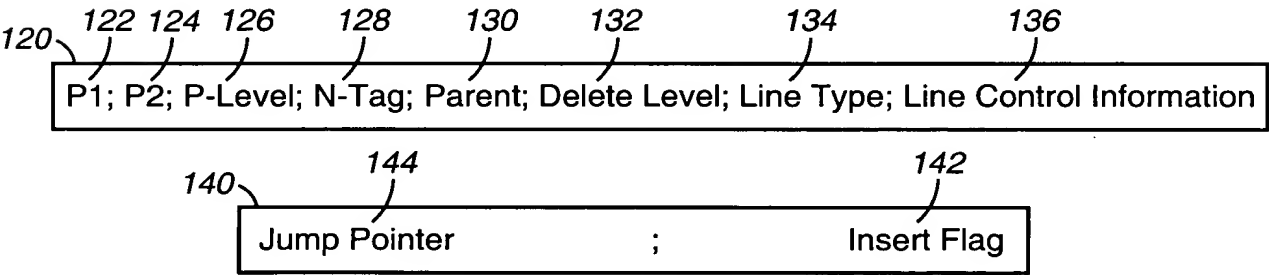 122 124 126 128 130 132 134 136
120
P1; P2; P-Level; N-Tag; Parent; Delete Level; Line Type; Line Control Information
144 142
140
Jump Pointer ; Insert Flag